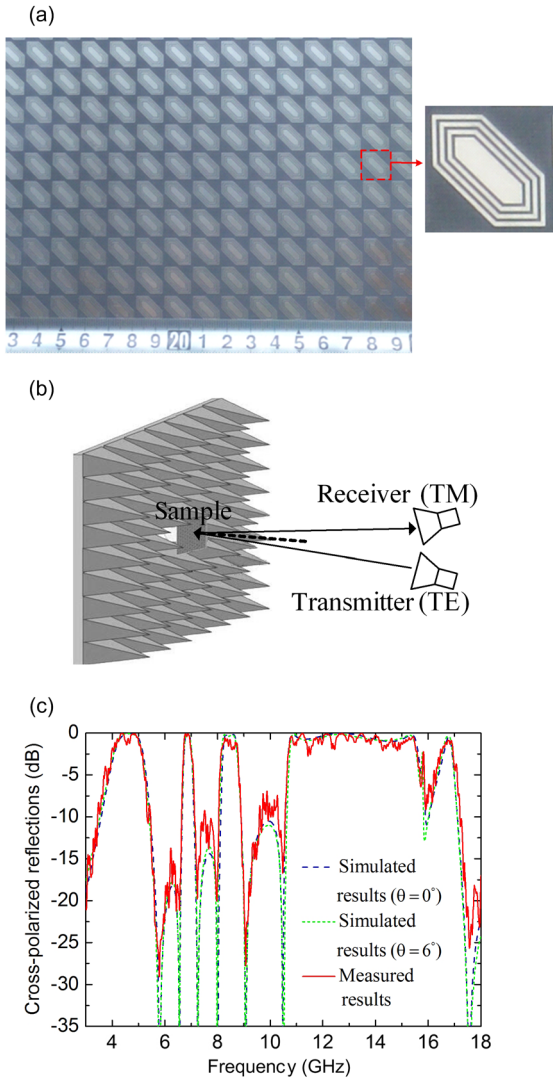 (a)
3 4 5 6 7 8 9 20 1 2 3 4 5 6 7 8 9
(b)
Sample
Receiver (TM)
Transmitter (TE)
(c)
Cross-polarized reflections (dB)
0
-5
-10
-15
-20
-25
-30
-35
Simulated
results (θ=0°)
Simulated
results (θ=6°)
Measured
results
4 6 8 10 12 14 16 18
Frequency (GHz)